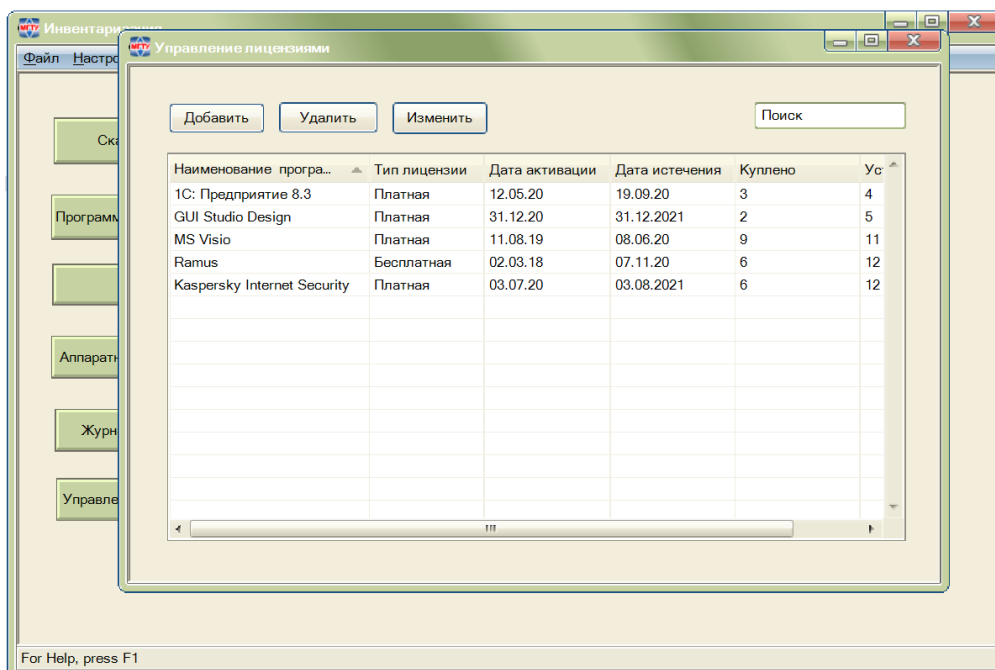 МГТУ Инвентаризация
МГТУ Управление лицензиями
Файл Настро
Ска
Программ
Аппаратн
Журн
Управле
Добавить Удалить Изменить Поиск
Наименование програ... Тип лицензии Дата активации Дата истечения Куплено Ус
1С: Предприятие 8.3 Платная 12.05.20 19.09.20 3 4
GUI Studio Design Платная 31.12.20 31.12.2021 2 5
MS Visio Платная 11.08.19 08.06.20 9 11
Ramus Бесплатная 02.03.18 07.11.20 6 12
Kaspersky Internet Security Платная 03.07.20 03.08.2021 6 12
For Help, press F1